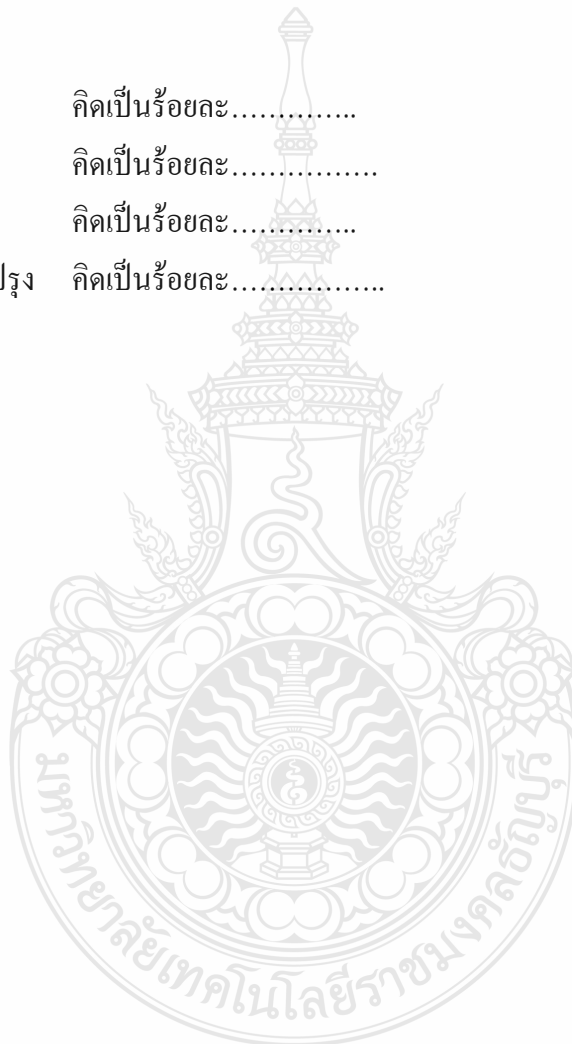 คิดเป็นร้อยละ…………..
คิดเป็นร้อยละ…………….
คิดเป็นร้อยละ…………..
ปรุง คิดเป็นร้อยละ……………..
มหาวิทยาลัยเทคโนโลยีราชมงคลธัญบุรี